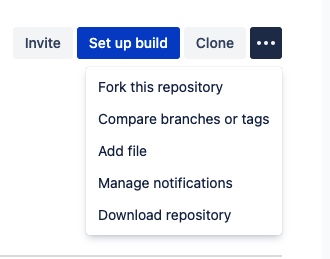 Invite
Set up build
Clone
Fork this repository
Compare branches or tags
Add file
Manage notifications
Download repository